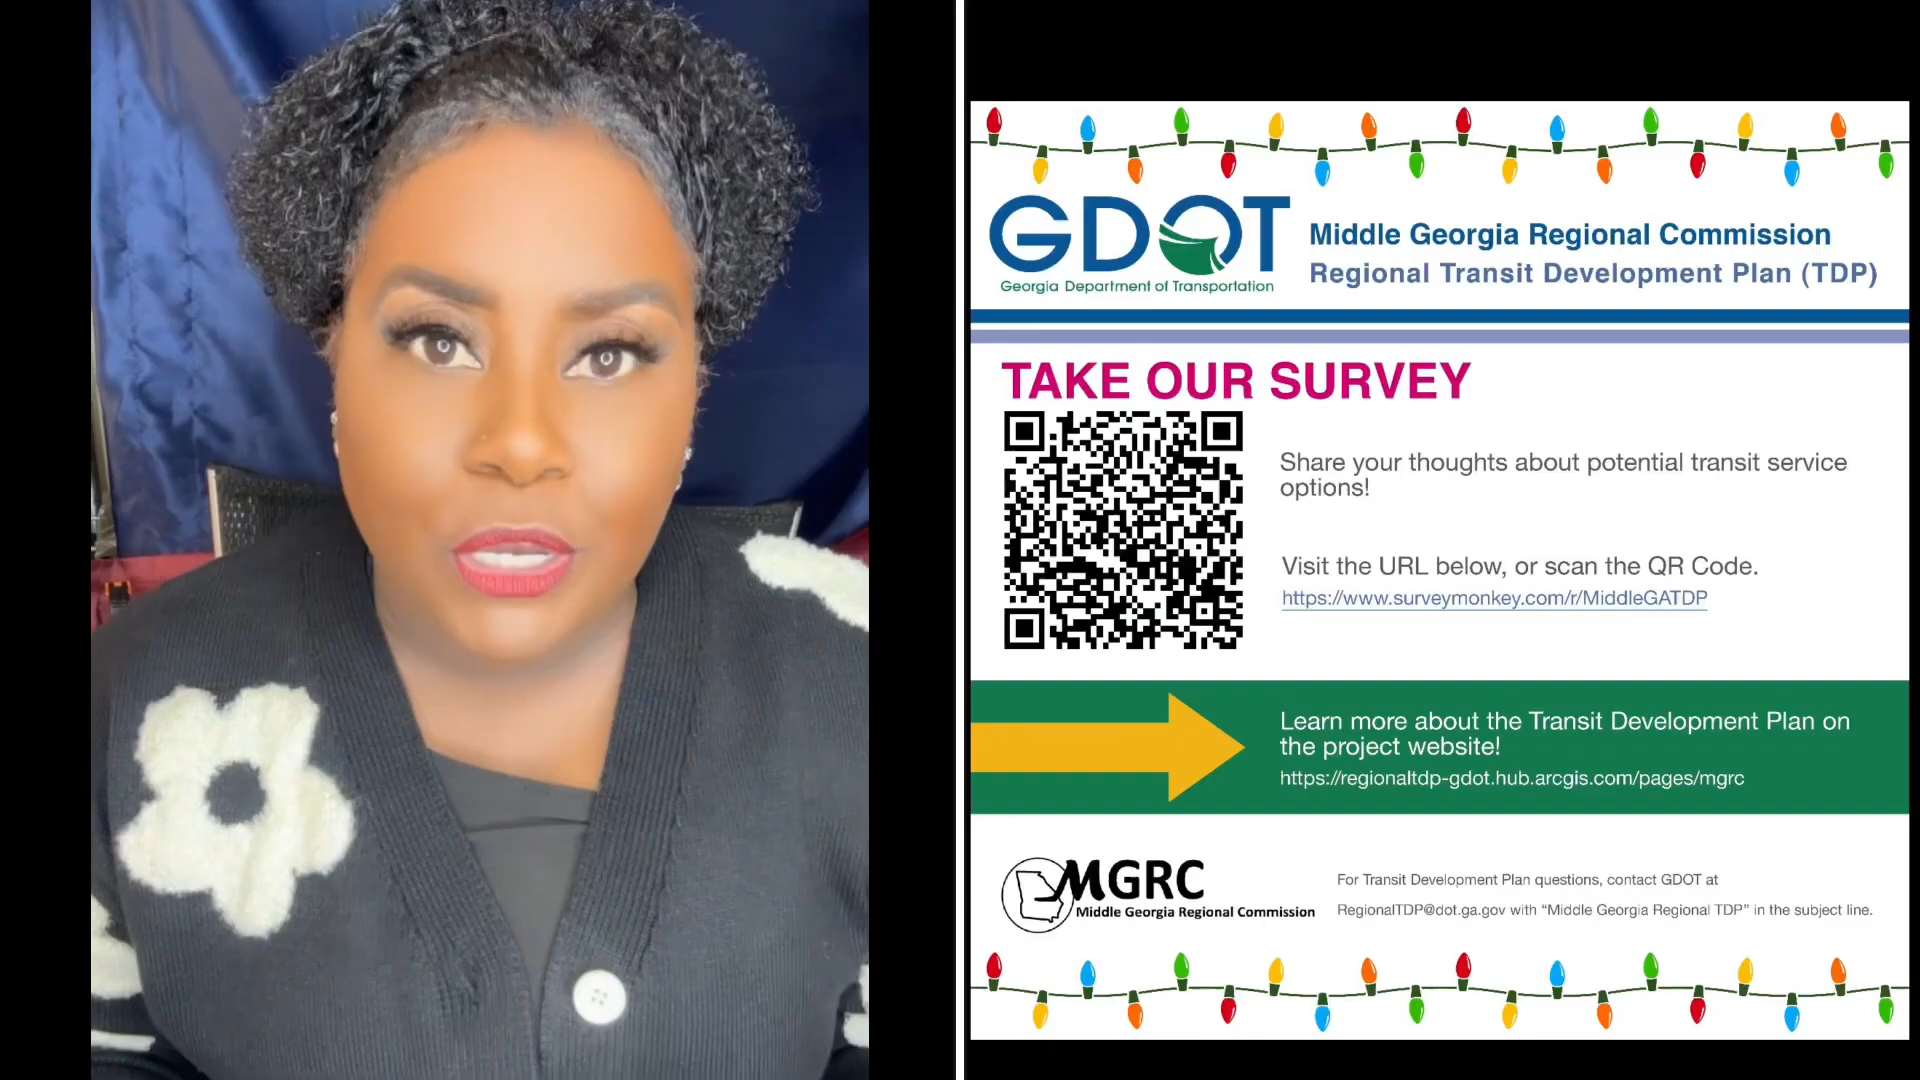 GDOT
Georgia Department of Transportation
Middle Georgia Regional Commission
Regional Transit Development Plan (TDP)
TAKE OUR SURVEY
Share your thoughts about potential transit service
options!
Visit the URL below, or scan the QR Code.
https://www.surveymonkey.com/r/MiddleGATDP
Learn more about the Transit Development Plan on
the project website!
https://regionaltdp-gdot.hub.arcgis.com/pages/mgrc
MGRC
Middle Georgia Regional Commission
For Transit Development Plan questions, contact GDOT at
RegionalTDP@dot.ga.gov with “Middle Georgia Regional TDP” in the subject line.